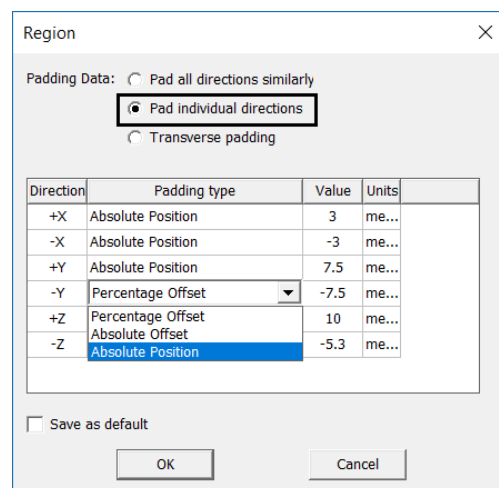 Region
Padding Data: Pad all directions similarly
Pad individual directions
Transverse padding
Direction Padding type Value Units
+X Absolute Position 3 me...
-X Absolute Position -3 me...
+Y Absolute Position 7.5 me...
-Y Percentage Offset -7.5 me...
+Z Percentage Offset 10 me...
Absolute Offset
-Z Absolute Position -5.3 me...
Save as default
OK Cancel